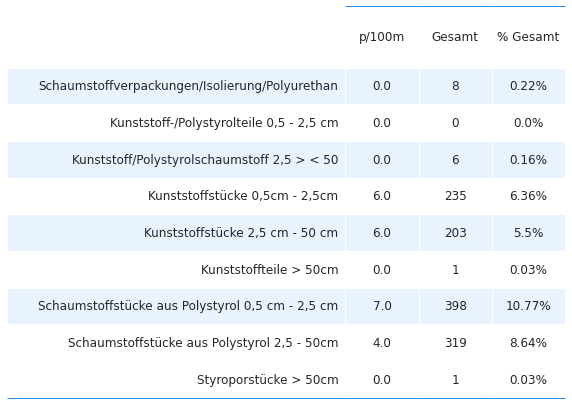 p/100m Gesamt % Gesamt
Schaumstoffverpackungen/Isolierung/Polyurethan 0.0 8 0.22%
Kunststoff-/Polystyrolteile 0,5 - 2,5 cm 0.0 0 0.0%
Kunststoff/Polystyrolschaumstoff 2,5 > < 50 0.0 6 0.16%
Kunststoffstücke 0,5cm - 2,5cm 6.0 235 6.36%
Kunststoffstücke 2,5 cm - 50 cm 6.0 203 5.5%
Kunststoffteile > 50cm 0.0 1 0.03%
Schaumstoffstücke aus Polystyrol 0,5 cm - 2,5 cm 7.0 398 10.77%
Schaumstoffstücke aus Polystyrol 2,5 - 50cm 4.0 319 8.64%
Styroporstücke > 50cm 0.0 1 0.03%